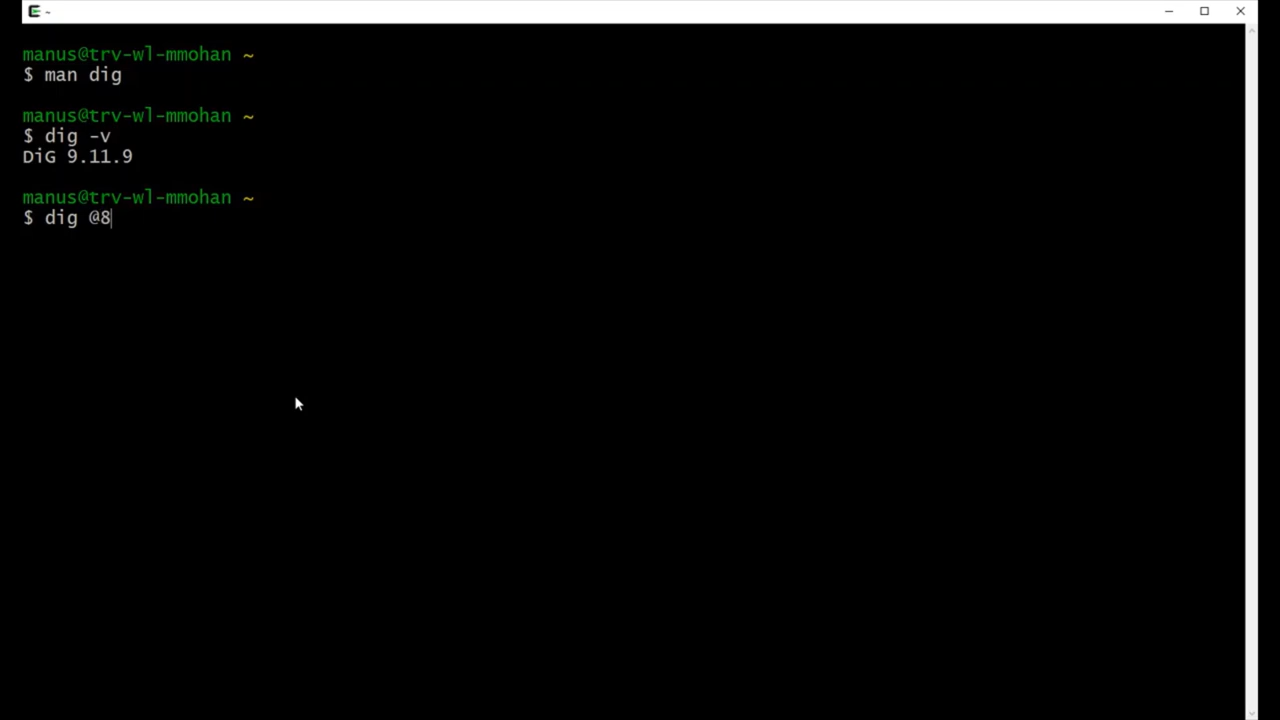 ~
manus@trv-wl-mmohan ~
$ man dig
manus@trv-wl-mmohan ~
$ dig -v
DiG 9.11.9
manus@trv-wl-mmohan ~
$ dig @8